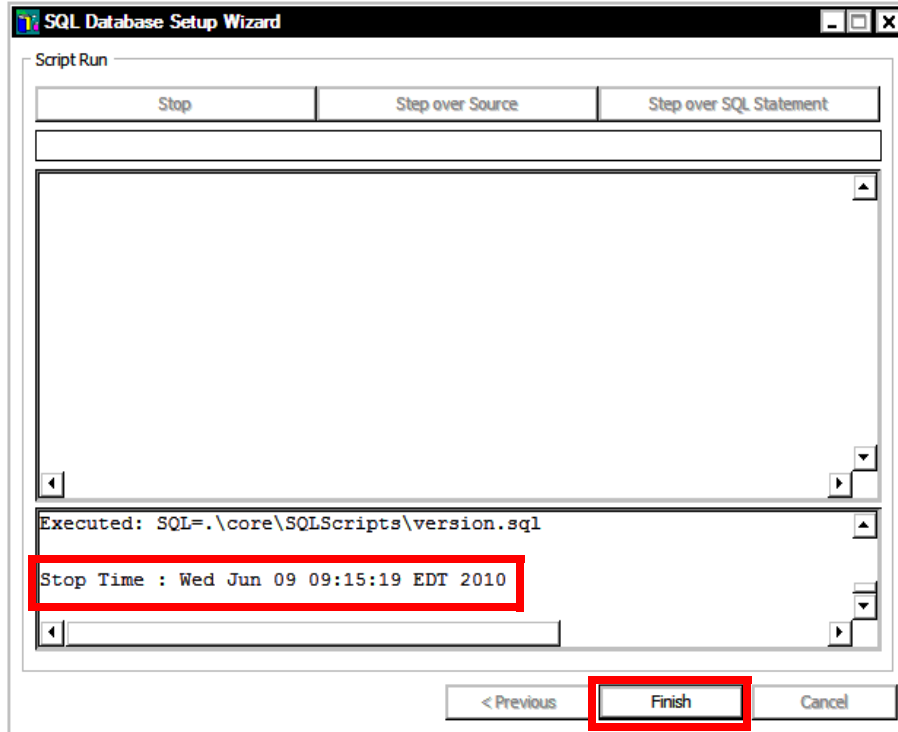 SQL Database Setup Wizard
Script Run
Stop Step over Source Step over SQL Statement
Executed: SQL=.\core\SQLScripts\version.sql
Stop Time : Wed Jun 09 09:15:19 EDT 2010
< Previous Finish Cancel